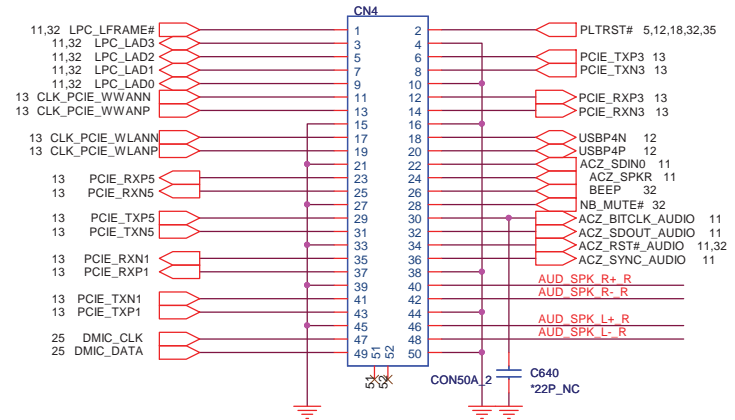 CN4
11,32 LPC_LFRAME# 1 2 PLTRST# 5,12,18,32,35
11,32 LPC_LAD3 3 4
11,32 LPC_LAD2 5 6 PCIE_TXP3 13
11,32 LPC_LAD1 7 8 PCIE_TXN3 13
11,32 LPC_LAD0 9 10
13 CLK_PCIE_WWANN 11 12 PCIE_RXP3 13
13 CLK_PCIE_WWANP 13 14 PCIE_RXN3 13
15 16
13 CLK_PCIE_WLANN 17 18 USBP4N 12
13 CLK_PCIE_WLANP 19 20 USBP4P 12
21 22 ACZ_SDIN0 11
13 PCIE_RXP5 23 24 ACZ_SPKR 11
13 PCIE_RXN5 25 26 BEEP 32
27 28 NB_MUTE# 32
13 PCIE_TXP5 29 30 ACZ_BITCLK_AUDIO 11
13 PCIE_TXN5 31 32 ACZ_SDOUT_AUDIO 11
33 34 ACZ_RST#_AUDIO 11,32
13 PCIE_RXN1 35 36 ACZ_SYNC_AUDIO 11
13 PCIE_RXP1 37 38
39 40 AUD_SPK_R+_R
13 PCIE_TXN1 41 42 AUD_SPK_R-_R
13 PCIE_TXP1 43 44
45 46 AUD_SPK_L+_R
25 DMIC_CLK 47 48 AUD_SPK_L-_R
25 DMIC_DATA 49 50
51 52
51 52
CON50A_2
C640
*22P_NC